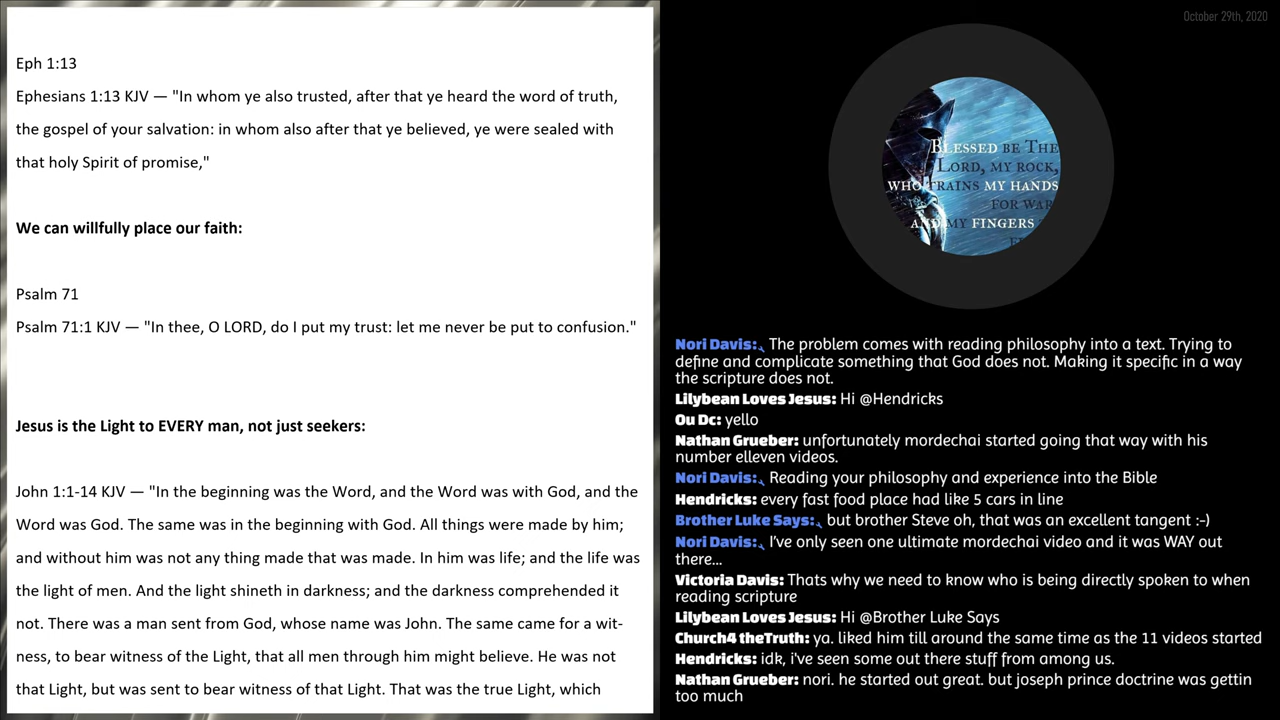 Eph 1:13
Ephesians 1:13 KJV — "In whom ye also trusted, after that ye heard the word of truth,
the gospel of your salvation: in whom also after that ye believed, ye were sealed with
that holy Spirit of promise,"
We can willfully place our faith:
Psalm 71
Psalm 71:1 KJV — "In thee, O LORD, do I put my trust: let me never be put to confusion."
Jesus is the Light to EVERY man, not just seekers:
John 1:1-14 KJV — "In the beginning was the Word, and the Word was with God, and the
Word was God. The same was in the beginning with God. All things were made by him;
and without him was not any thing made that was made. In him was life; and the life was
the light of men. And the light shineth in darkness; and the darkness comprehended it
not. There was a man sent from God, whose name was John. The same came for a wit-
ness, to bear witness of the Light, that all men through him might believe. He was not
that Light, but was sent to bear witness of that Light. That was the true Light, which
October 29th, 2020
BLESSED BE THE
LORD, MY ROCK,
WHO TRAINS MY HANDS
FOR WAR
AND MY FINGERS
Nori Davis: The problem comes with reading philosophy into a text. Trying to
define and complicate something that God does not. Making it specific in a way
the scripture does not.
Lilybean Loves Jesus: Hi @Hendricks
Ou Dc: yello
Nathan Grueber: unfortunately mordechai started going that way with his
number elleven videos.
Nori Davis: Reading your philosophy and experience into the Bible
Hendricks: every fast food place had like 5 cars in line
Brother Luke Says: but brother Steve oh, that was an excellent tangent :-)
Nori Davis: I've only seen one ultimate mordechai video and it was WAY out
there...
Victoria Davis: Thats why we need to know who is being directly spoken to when
reading scripture
Lilybean Loves Jesus: Hi @Brother Luke Says
Church4 theTruth: ya. liked him till around the same time as the 11 videos started
Hendricks: idk, i've seen some out there stuff from among us.
Nathan Grueber: nori. he started out great. but joseph prince doctrine was gettin
too much